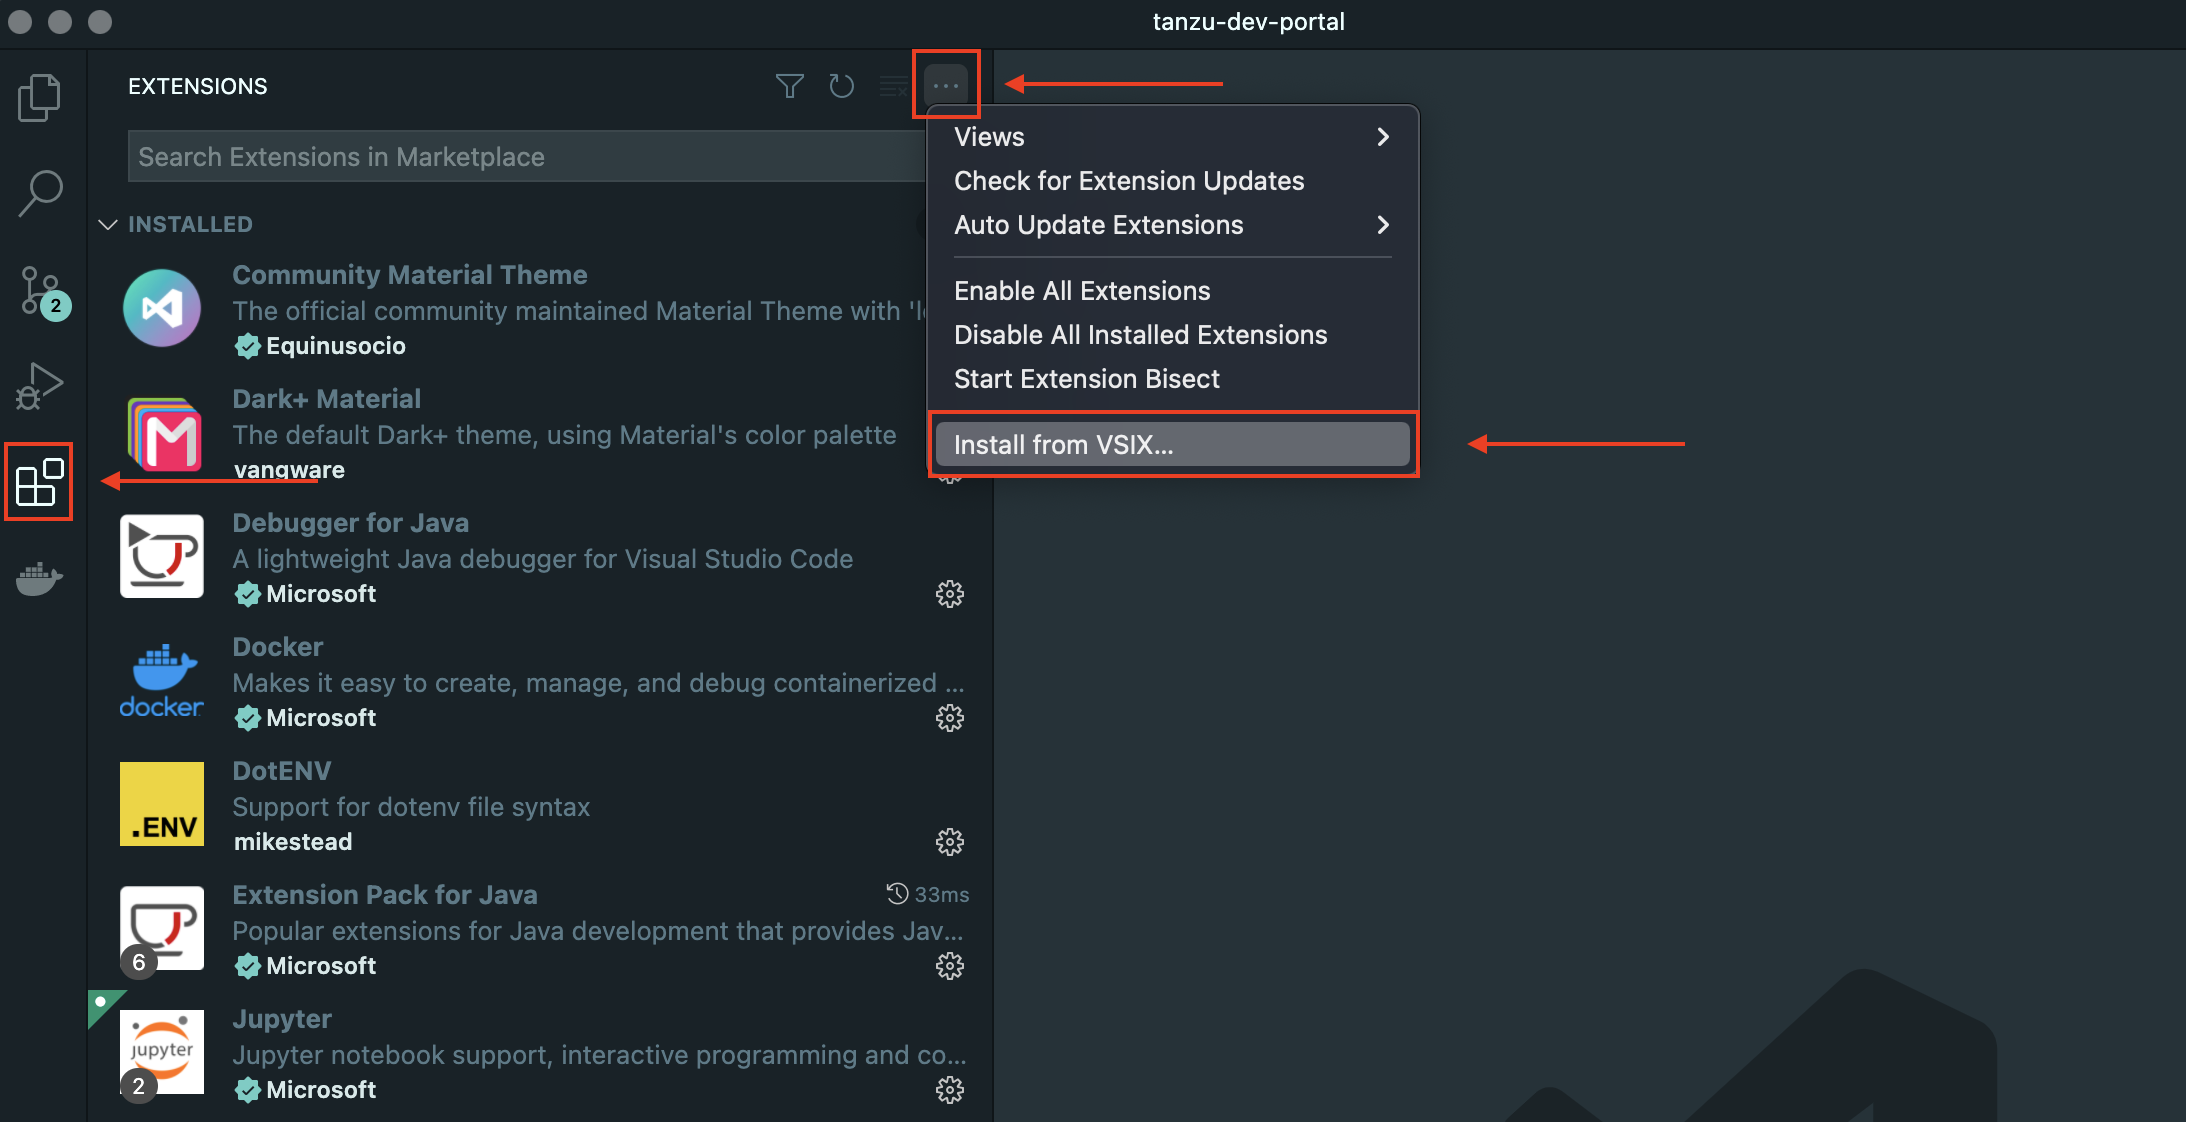 tanzu-dev-portal
EXTENSIONS
Search Extensions in Marketplace
Views
Check for Extension Updates
Auto Update Extensions
Enable All Extensions
Disable All Installed Extensions
Start Extension Bisect
Install from VSIX...
INSTALLED
Community Material Theme
The official community maintained Material Theme with 'l
Equinusocio
2
Dark+ Material
The default Dark+ theme, using Material's color palette
vangware
Debugger for Java
A lightweight Java debugger for Visual Studio Code
Microsoft
Docker
Makes it easy to create, manage, and debug containerized ...
docker
Microsoft
DotENV
Support for dotenv file syntax
.ENV
mikestead
Extension Pack for Java
33ms
Popular extensions for Java development that provides Jav...
6
Microsoft
Jupyter
jupyter
Jupyter notebook support, interactive programming and co...
2
Microsoft